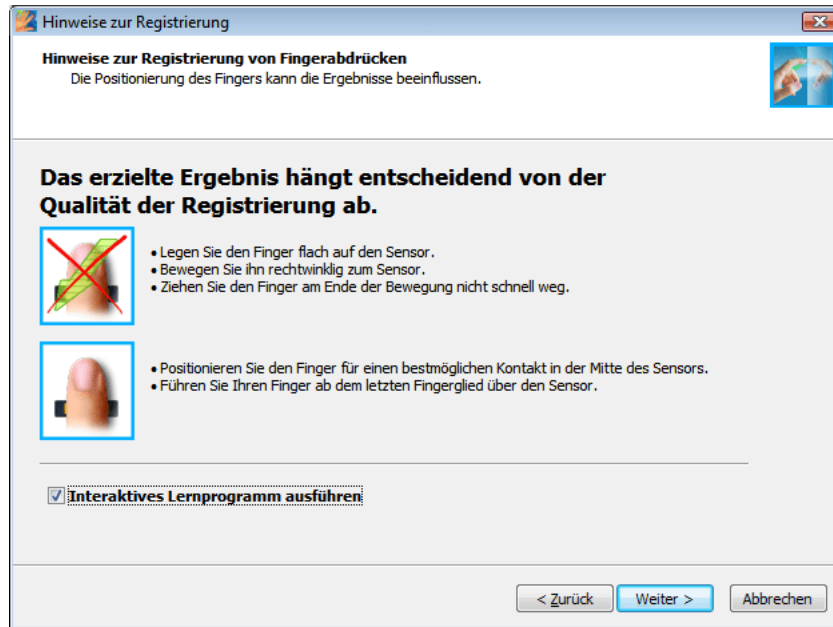 Hinweise zur Registrierung
Hinweise zur Registrierung von Fingerabdrücken
Die Positionierung des Fingers kann die Ergebnisse beeinflussen.
Das erzielte Ergebnis hängt entscheidend von der
Qualität der Registrierung ab.
• Legen Sie den Finger flach auf den Sensor.
• Bewegen Sie ihn rechtwinklig zum Sensor.
• Ziehen Sie den Finger am Ende der Bewegung nicht schnell weg.
• Positionieren Sie den Finger für einen bestmöglichen Kontakt in der Mitte des Sensors.
• Führen Sie Ihren Finger ab dem letzten Fingerglied über den Sensor.
Interaktives Lernprogramm ausführen
< Zurück
Weiter >
Abbrechen